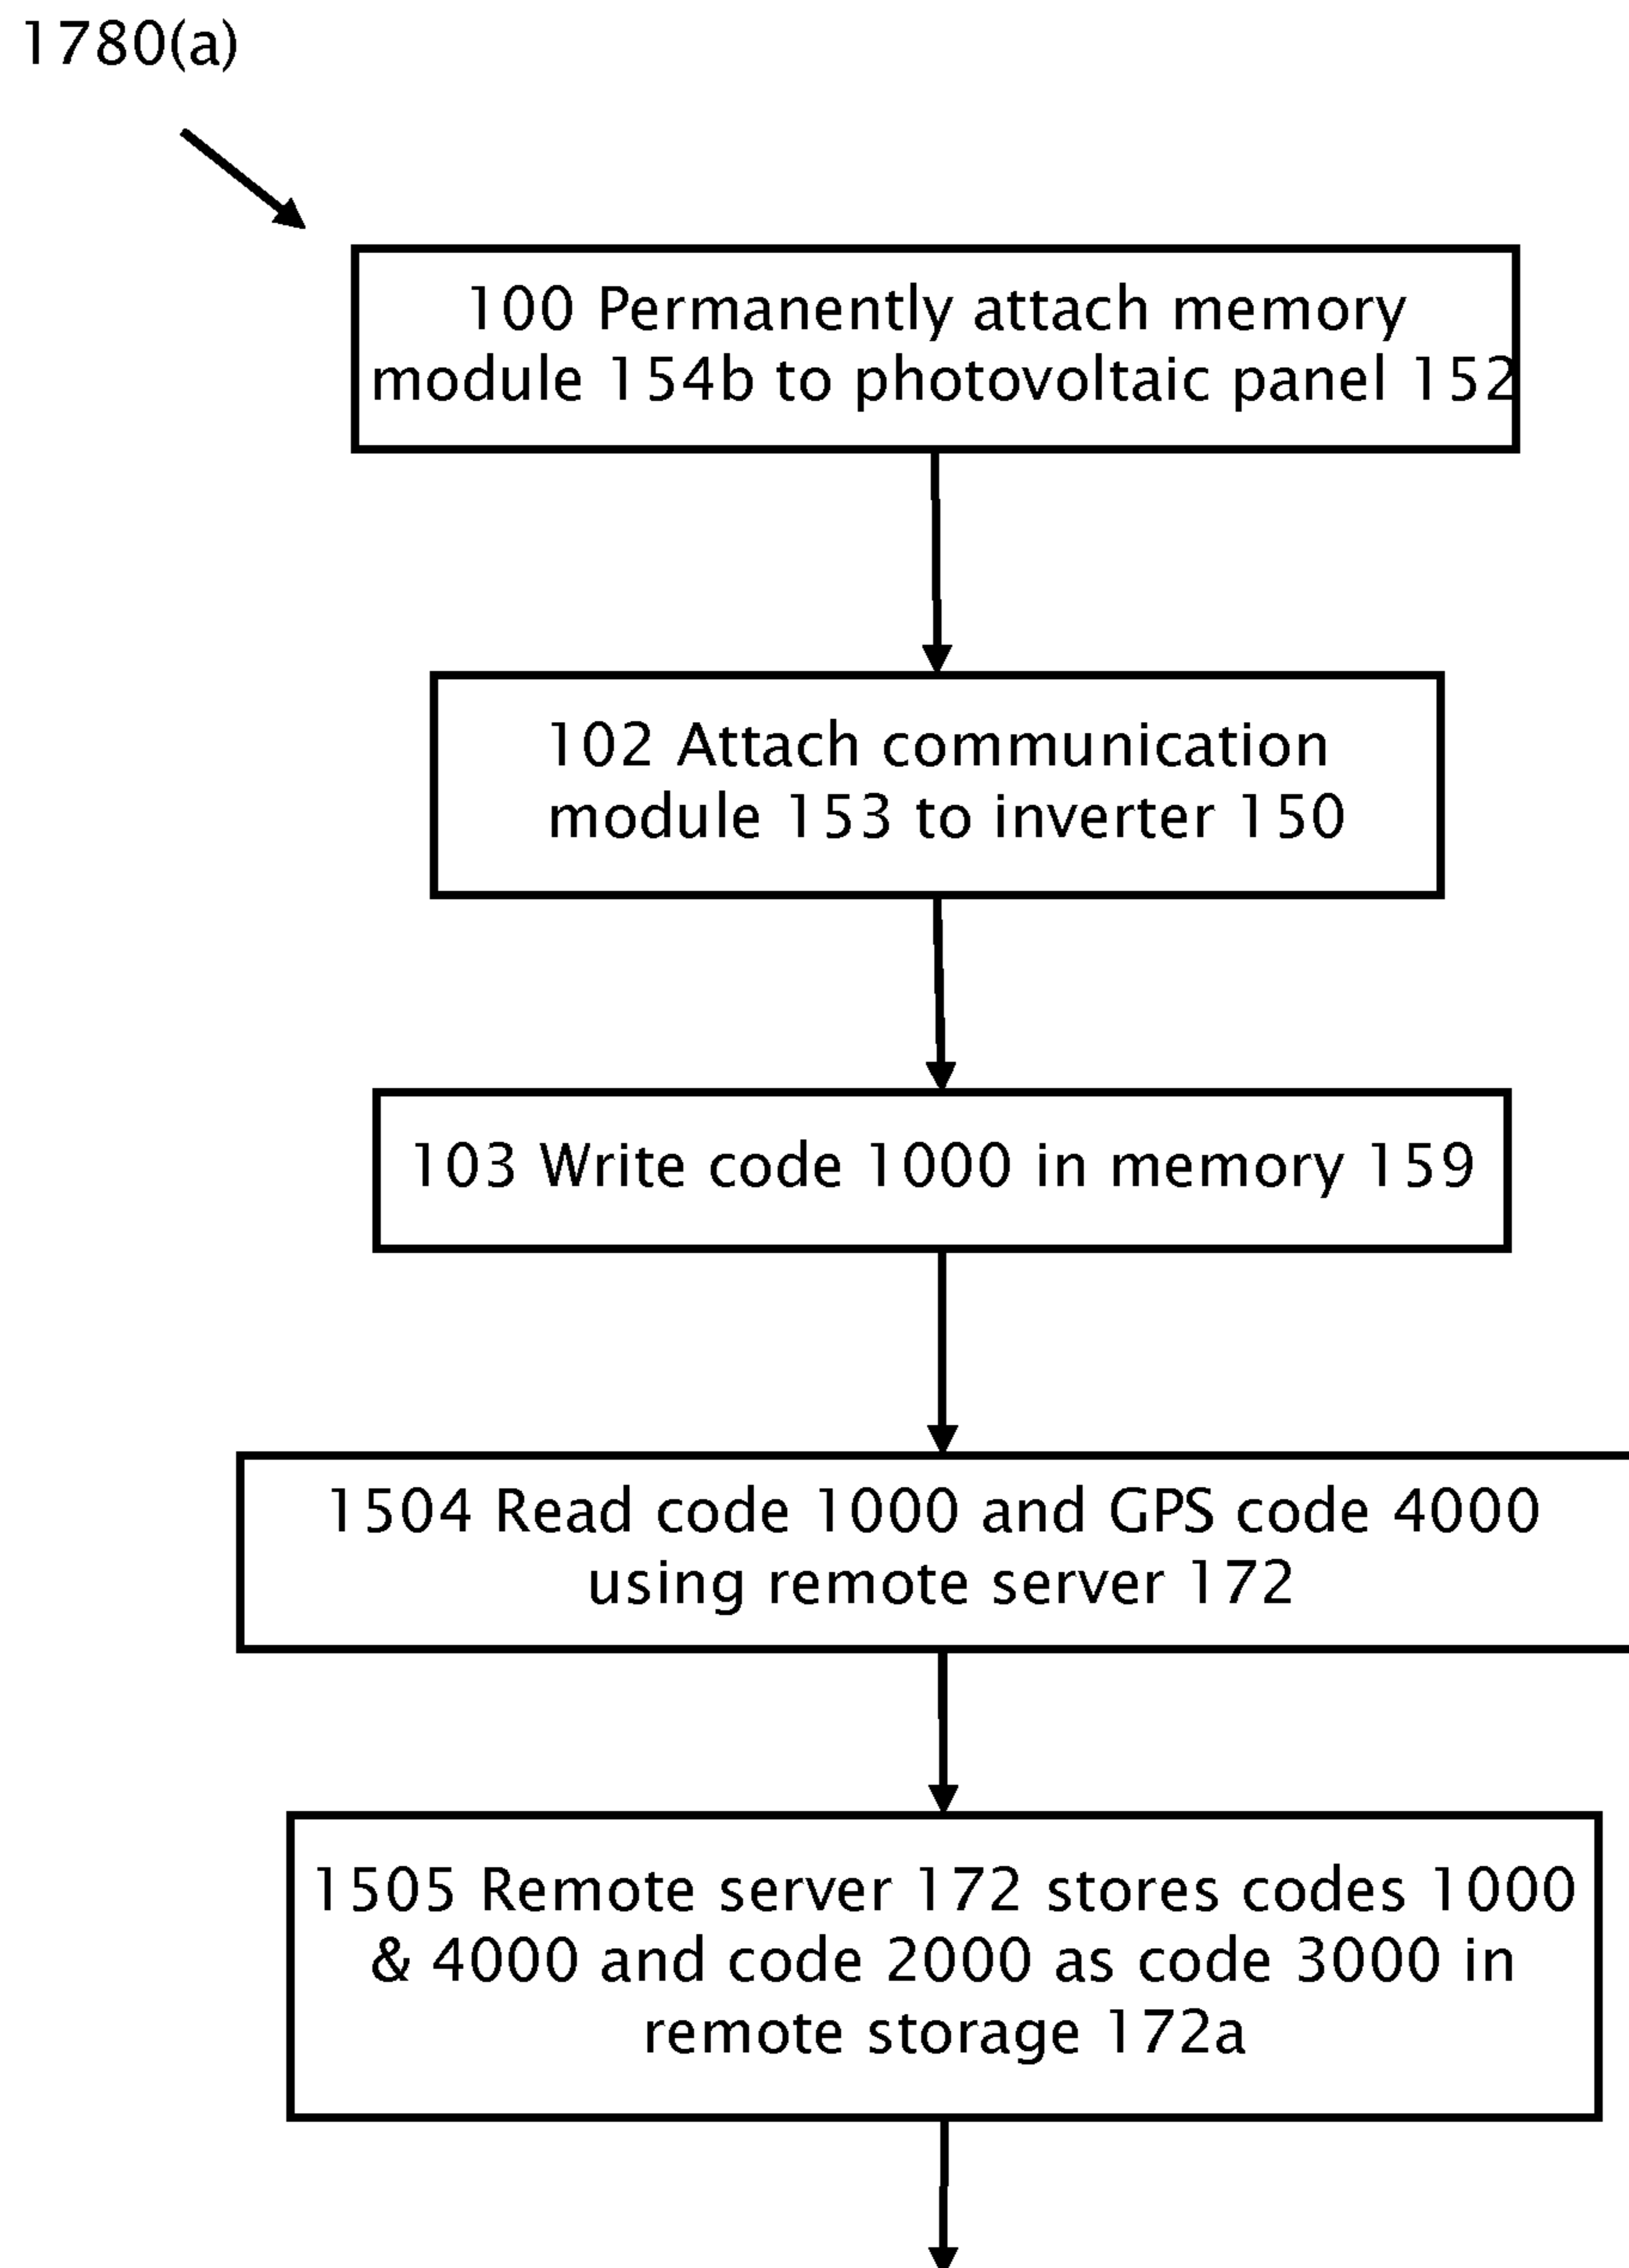 1780(a)
100 Permanently attach memory
module 154b to photovoltaic panel 152
102 Attach communication
module 153 to inverter 150
103 Write code 1000 in memory 159
1504 Read code 1000 and GPS code 4000
using remote server 172
1505 Remote server 172 stores codes 1000
& 4000 and code 2000 as code 3000 in
remote storage 172a